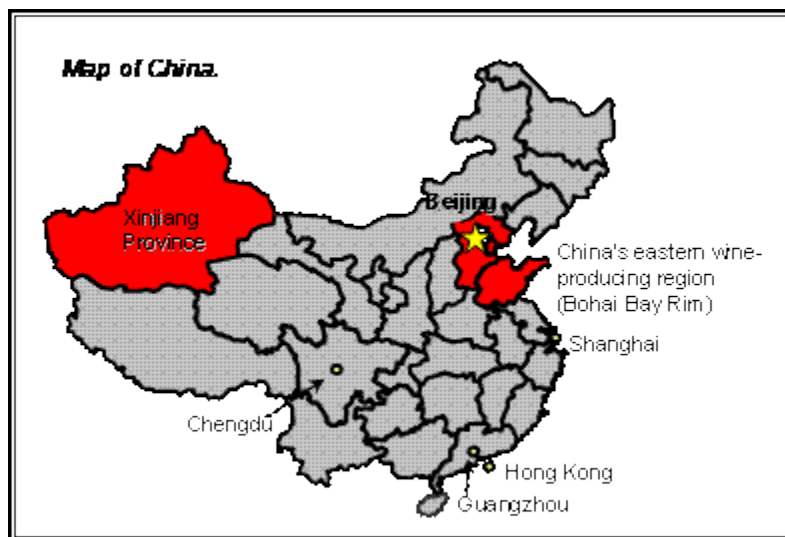 Map of China.
Beijing
Xinjiang
Province
China's eastern wine-
producing region
(Bohai Bay Rim)
Shanghai
Chengdu
Hong Kong
Guangzhou